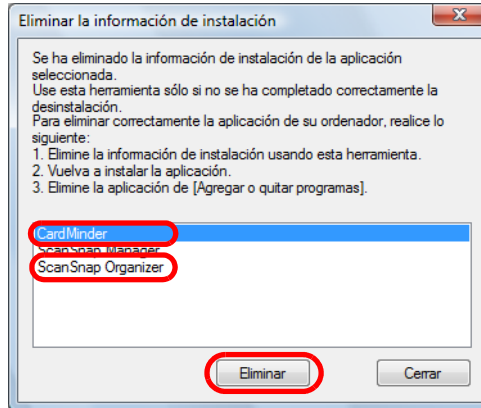 Eliminar la información de instalación
Se ha eliminado la información de instalación de la aplicación
seleccionada.
Use esta herramienta sólo si no se ha completado correctamente la
desinstalación.
Para eliminar correctamente la aplicación de su ordenador, realice lo
siguiente:
1. Elimine la información de instalación usando esta herramienta.
2. Vuelva a instalar la aplicación.
3. Elimine la aplicación de [Agregar o quitar programas].
CardMinder
ScanSnap Manager
ScanSnap Organizer
Eliminar
Cerrar